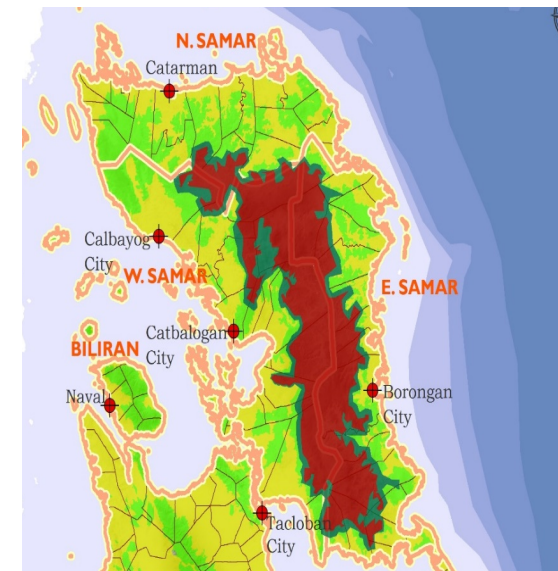 N. SAMAR
Catarman
Calbayog
City
W. SAMAR
E. SAMAR
Catbalogan
City
BILIRAN
Naval
Borongan
City
Tacloban
City